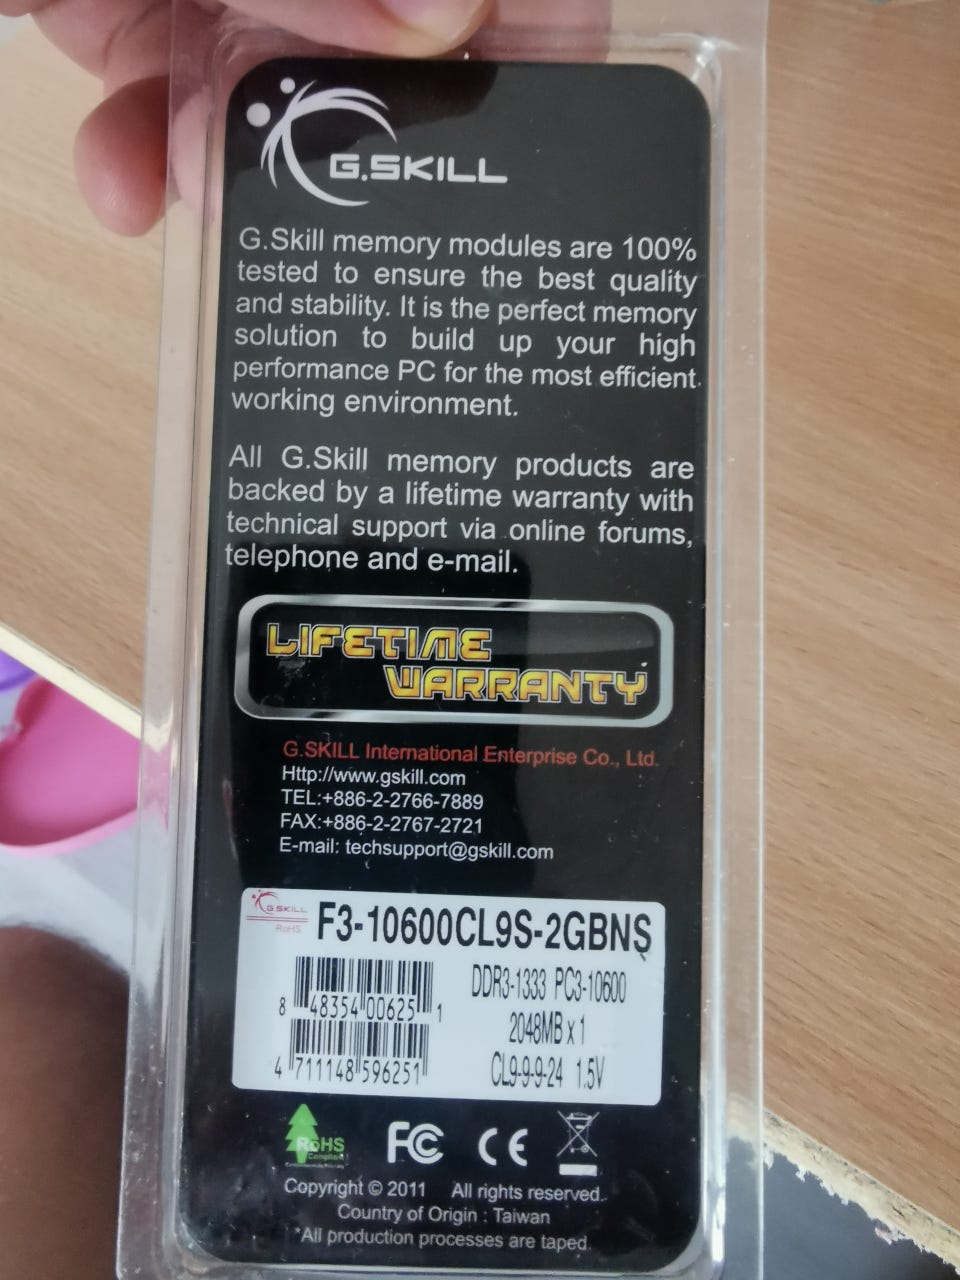 G.SKILL
G.Skill memory modules are 100%
tested to ensure the best quality
and stability. It is the perfect memory
solution to build up your high
performance PC for the most efficient
working environment.
All G.Skill memory products are
backed by a lifetime warranty with
technical support via online forums,
telephone and e-mail.
LIFETIME
WARRANTY
G.SKILL International Enterprise Co., Ltd.
Http://www.gskill.com
TEL:+886-2-2766-7889
FAX:+886-2-2767-2721
E-mail: techsupport@gskill.com
G.SKILL
RoHS
F3-10600CL9S-2GBNS
DDR3-1333 PC3-10600
8 48354 00625 1
2048MB x 1
4 711148 596251
CL9-9-9-24 1.5V
RoHS
Compliant
FC CE
Copyright © 2011 All rights reserved.
Country of Origin : Taiwan
*All production processes are taped.